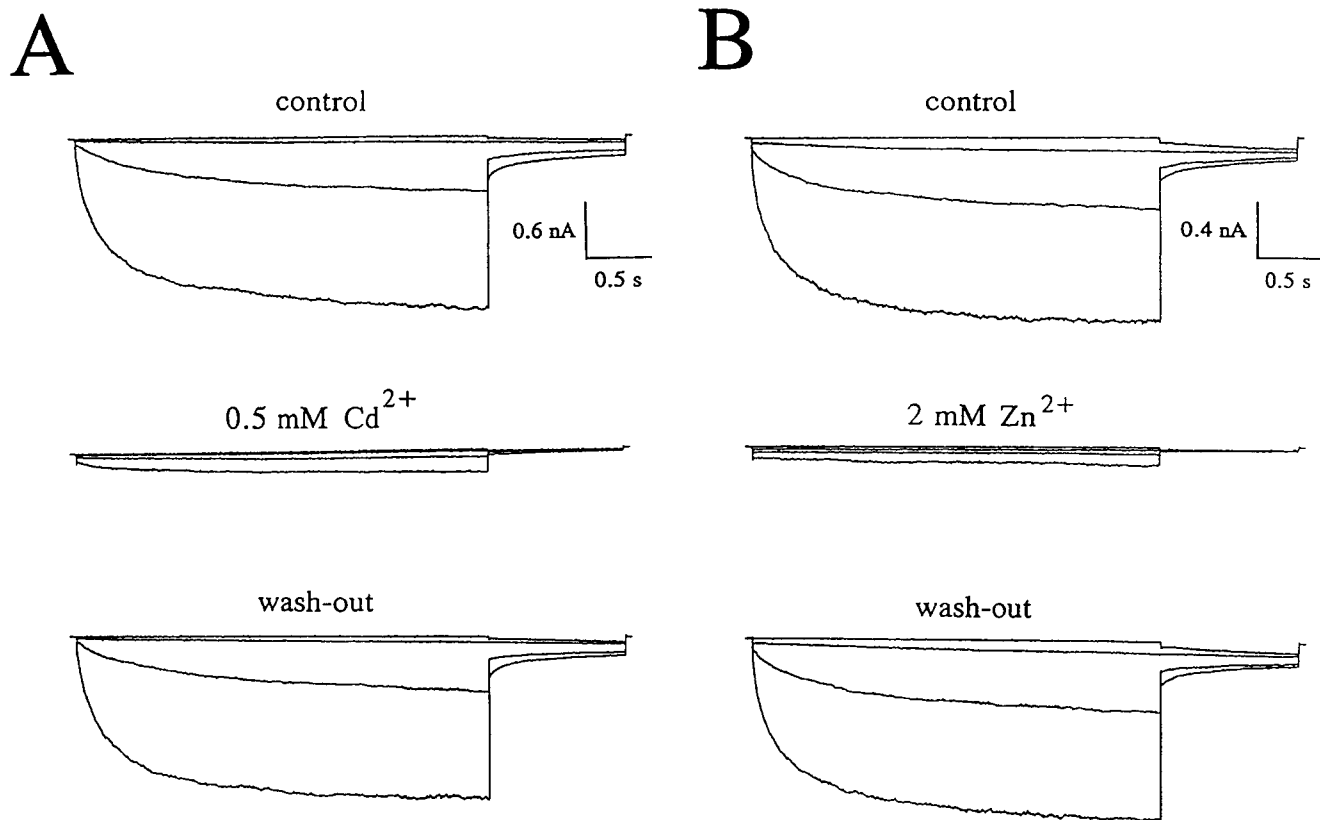 A
control
0.6 nA
0.5 s
0.5 mM Cd2+
wash-out
B
control
0.4 nA
0.5 s
2 mM Zn2+
wash-out